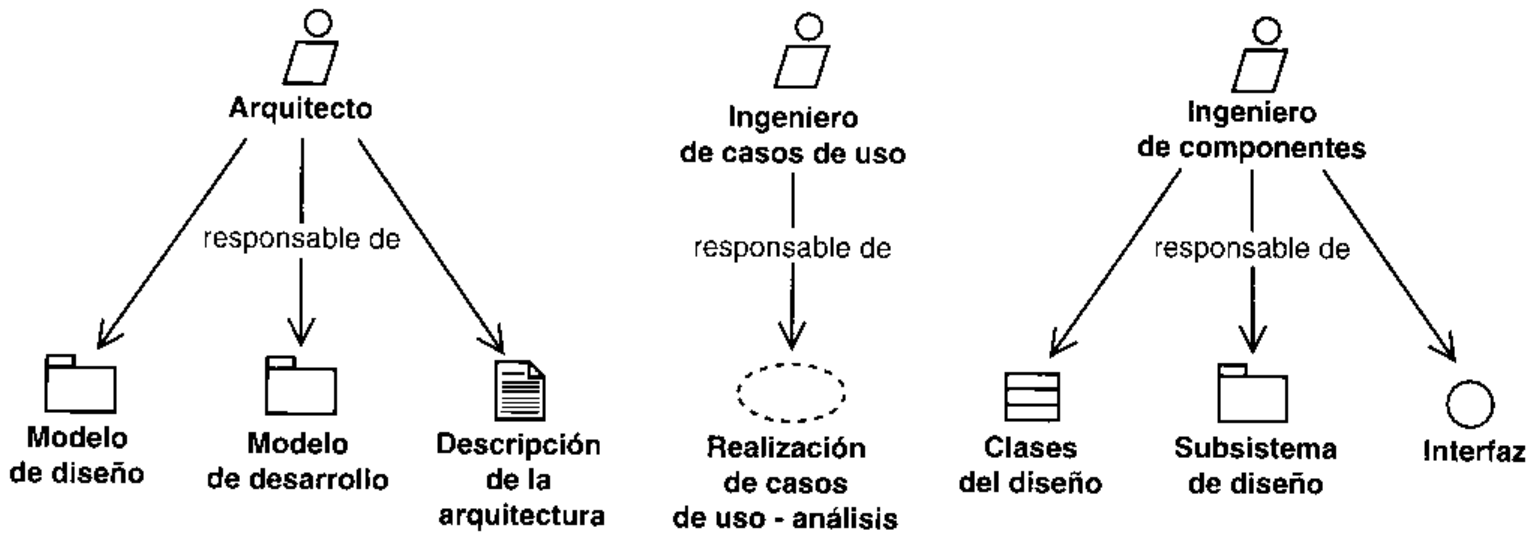 Arquitecto
responsable de
Modelo
de diseño
Modelo
de desarrollo
Descripción
de la
arquitectura
Ingeniero
de casos de uso
responsable de
Realización
de casos
de uso - análisis
Ingeniero
de componentes
responsable de
Clases
del diseño
Subsistema
de diseño
Interfaz